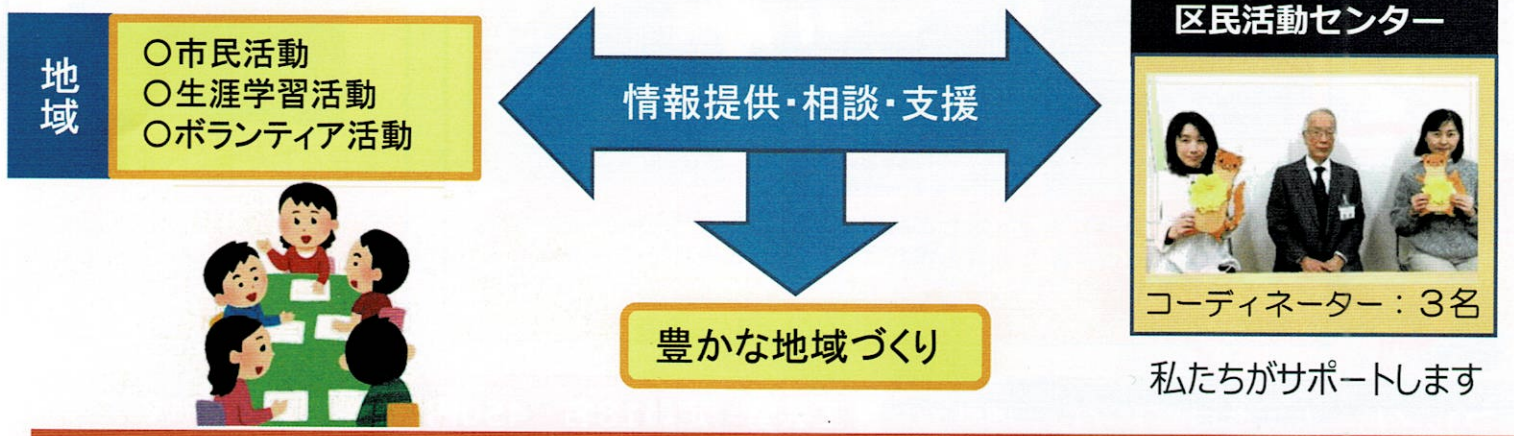 地域
○市民活動
○生涯学習活動
○ボランティア活動
情報提供・相談・支援
豊かな地域づくり
区民活動センター
コーディネーター：３名
私たちがサポートします